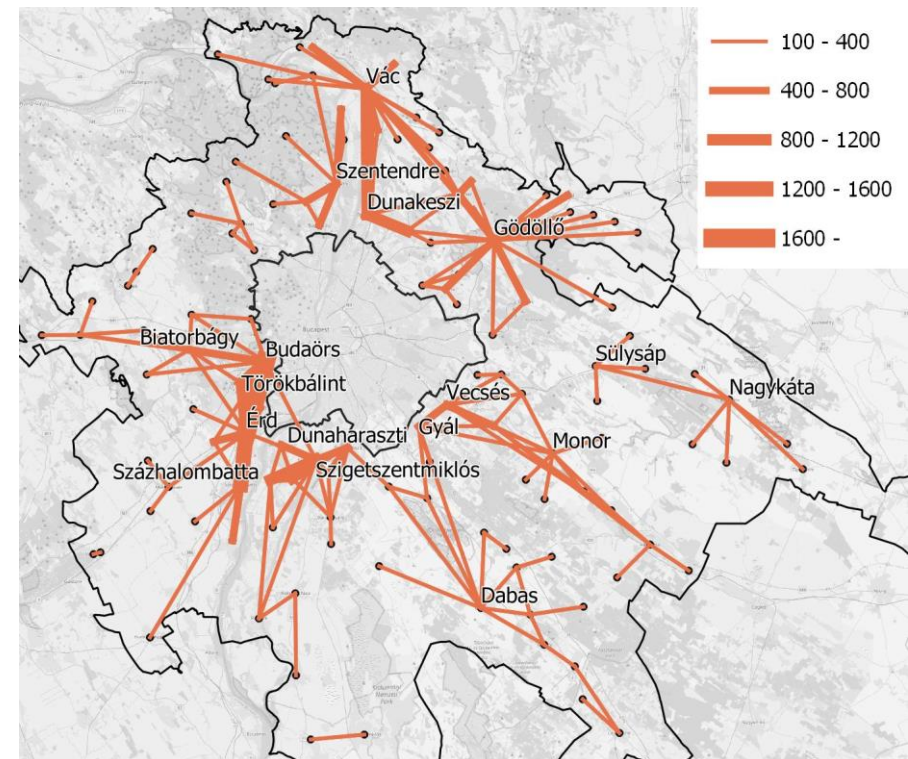 100 - 400
400 - 800
800 - 1200
1200 - 1600
1600 -
Vác
Szentendre
Dunakeszi
Gödöllő
Biatorbágy
Budaörs
Törökbálint
Érd
Sülysáp
Nagykáta
Vecsés
Gyál
Monor
Dunaharaszti
Szigetszentmiklós
Százhalombatta
Dabas
Budapest